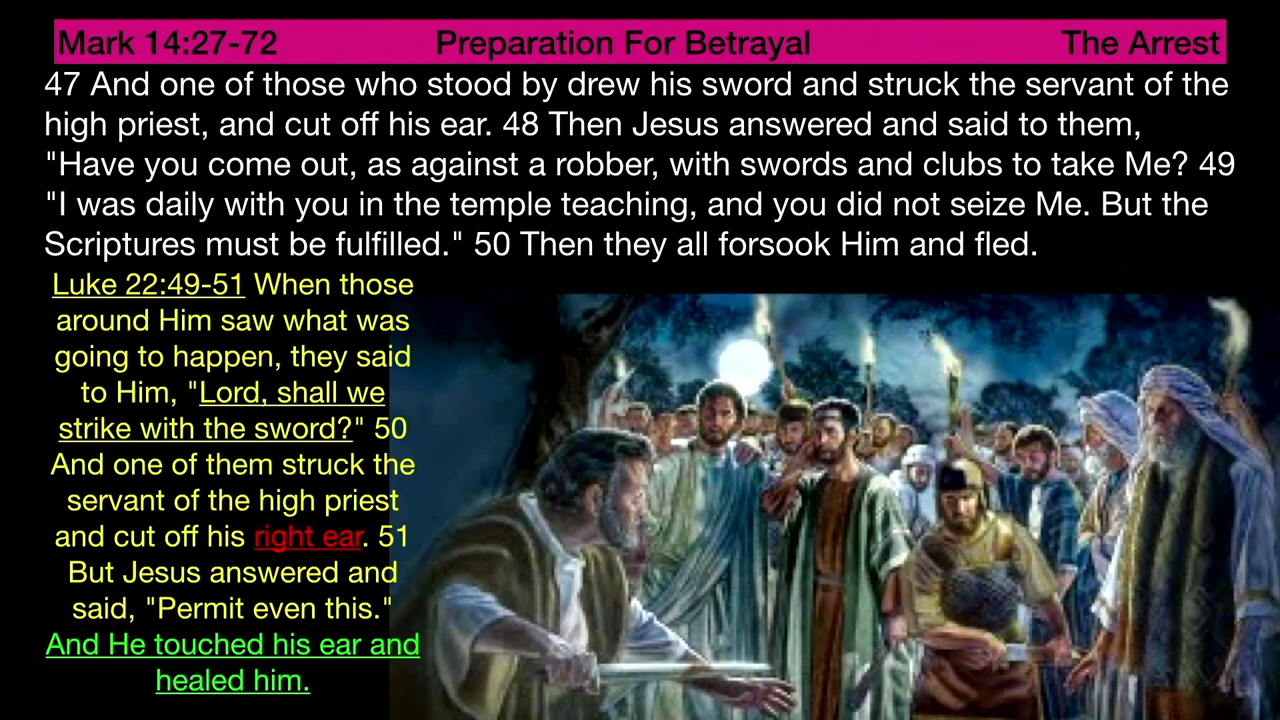 Mark 14:27-72 Preparation For Betrayal The Arrest
47 And one of those who stood by drew his sword and struck the servant of the
high priest, and cut off his ear. 48 Then Jesus answered and said to them,
"Have you come out, as against a robber, with swords and clubs to take Me? 49
"I was daily with you in the temple teaching, and you did not seize Me. But the
Scriptures must be fulfilled." 50 Then they all forsook Him and fled.
Luke 22:49-51 When those
around Him saw what was
going to happen, they said
to Him, "Lord, shall we
strike with the sword?" 50
And one of them struck the
servant of the high priest
and cut off his right ear. 51
But Jesus answered and
said, "Permit even this."
And He touched his ear and
healed him.